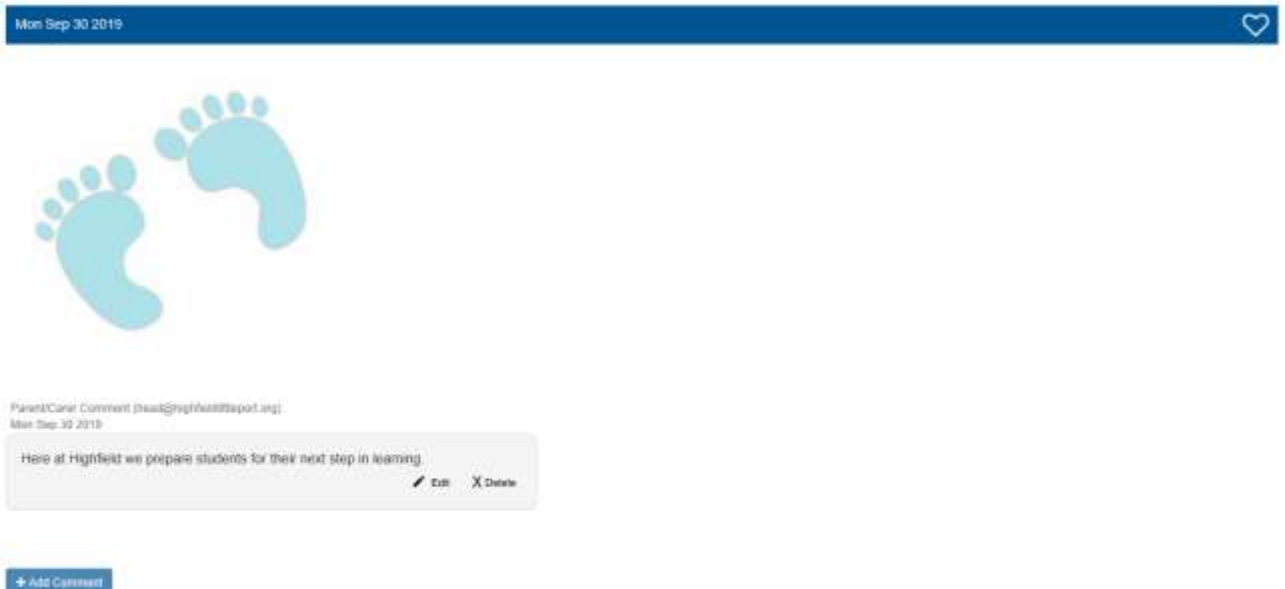 Mon Sep 30 2019
Parent/Carer Comment (head@highfieldlittleport.org)
Mon Sep 30 2019
Here at Highfield we prepare students for their next step in learning.
Edit X Delete
+ Add Comment